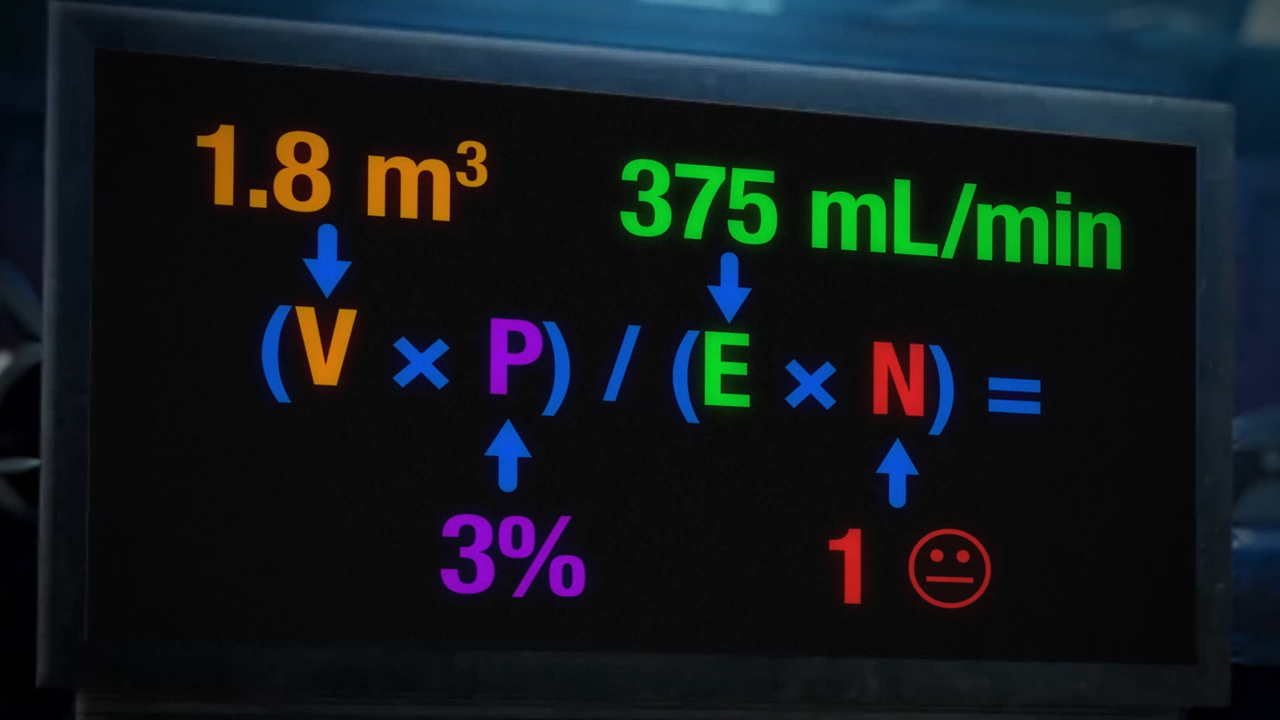 1.8 m³ 375 mL/min
(V × P) / (E × N) =
3% 1